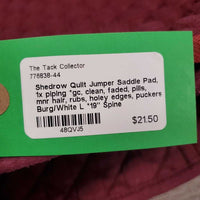 The Tack Collector
776838-44
Shedrow Quilt Jumper Saddle Pad,
1x piping *gc, clean, faded, pills,
mnr hair, rubs, holey edges, puckers
Burg/White L *19" Spine
48QVJ5
$21.50